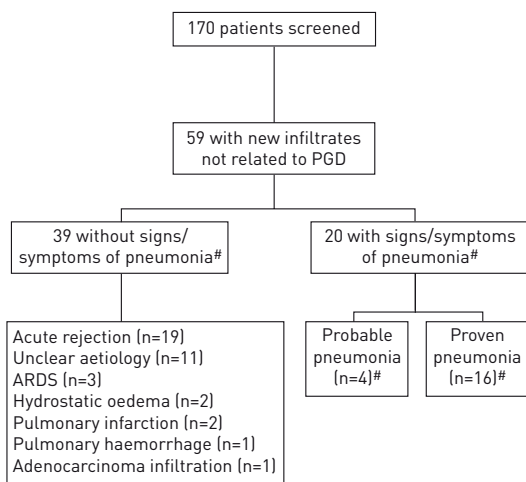 170 patients screened
59 with new infiltrates
not related to PGD
39 without signs/
symptoms of pneumonia#
20 with signs/symptoms
of pneumonia#
Acute rejection (n=19)
Unclear aetiology (n=11)
ARDS (n=3)
Hydrostatic oedema (n=2)
Pulmonary infarction (n=2)
Pulmonary haemorrhage (n=1)
Adenocarcinoma infiltration (n=1)
Probable
pneumonia
(n=4)#
Proven
pneumonia
(n=16)#